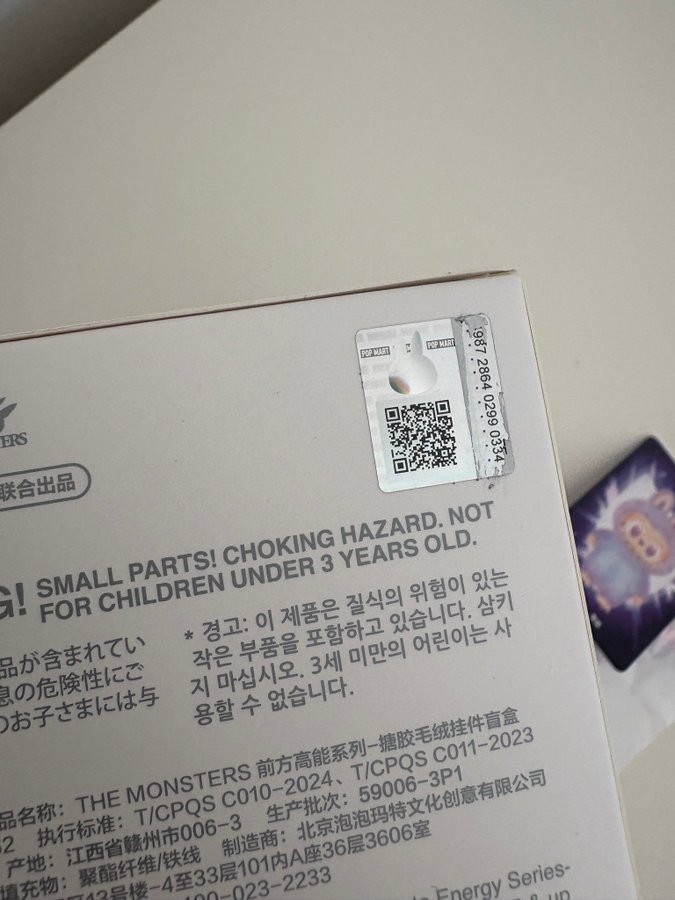 POP MART
POP MART
987 2864 0299 0334
联合出品
SMALL PARTS! CHOKING HAZARD. NOT
FOR CHILDREN UNDER 3 YEARS OLD.
品が含まれてい
息の危険性にご
のお子さまには与
* 경고: 이 제품은 질식의 위험이 있는
작은 부품을 포함하고 있습니다. 삼키
지 마십시오. 3세 미만의 어린이는 사
용할 수 없습니다.
品名称: THE MONSTERS 前方高能系列-搪胶毛绒挂件盲盒
执行标准: T/CPQS C010-2024、T/CPQS C011-2023
产地: 江西省赣州市006-3 生产批次: 59006-3P1
填充物: 聚酯纤维/铁线 制造商: 北京泡泡玛特文化创意有限公司
区13号楼-4至33层101内A座36层3606室
00-023-2233
Energy Series-
& up